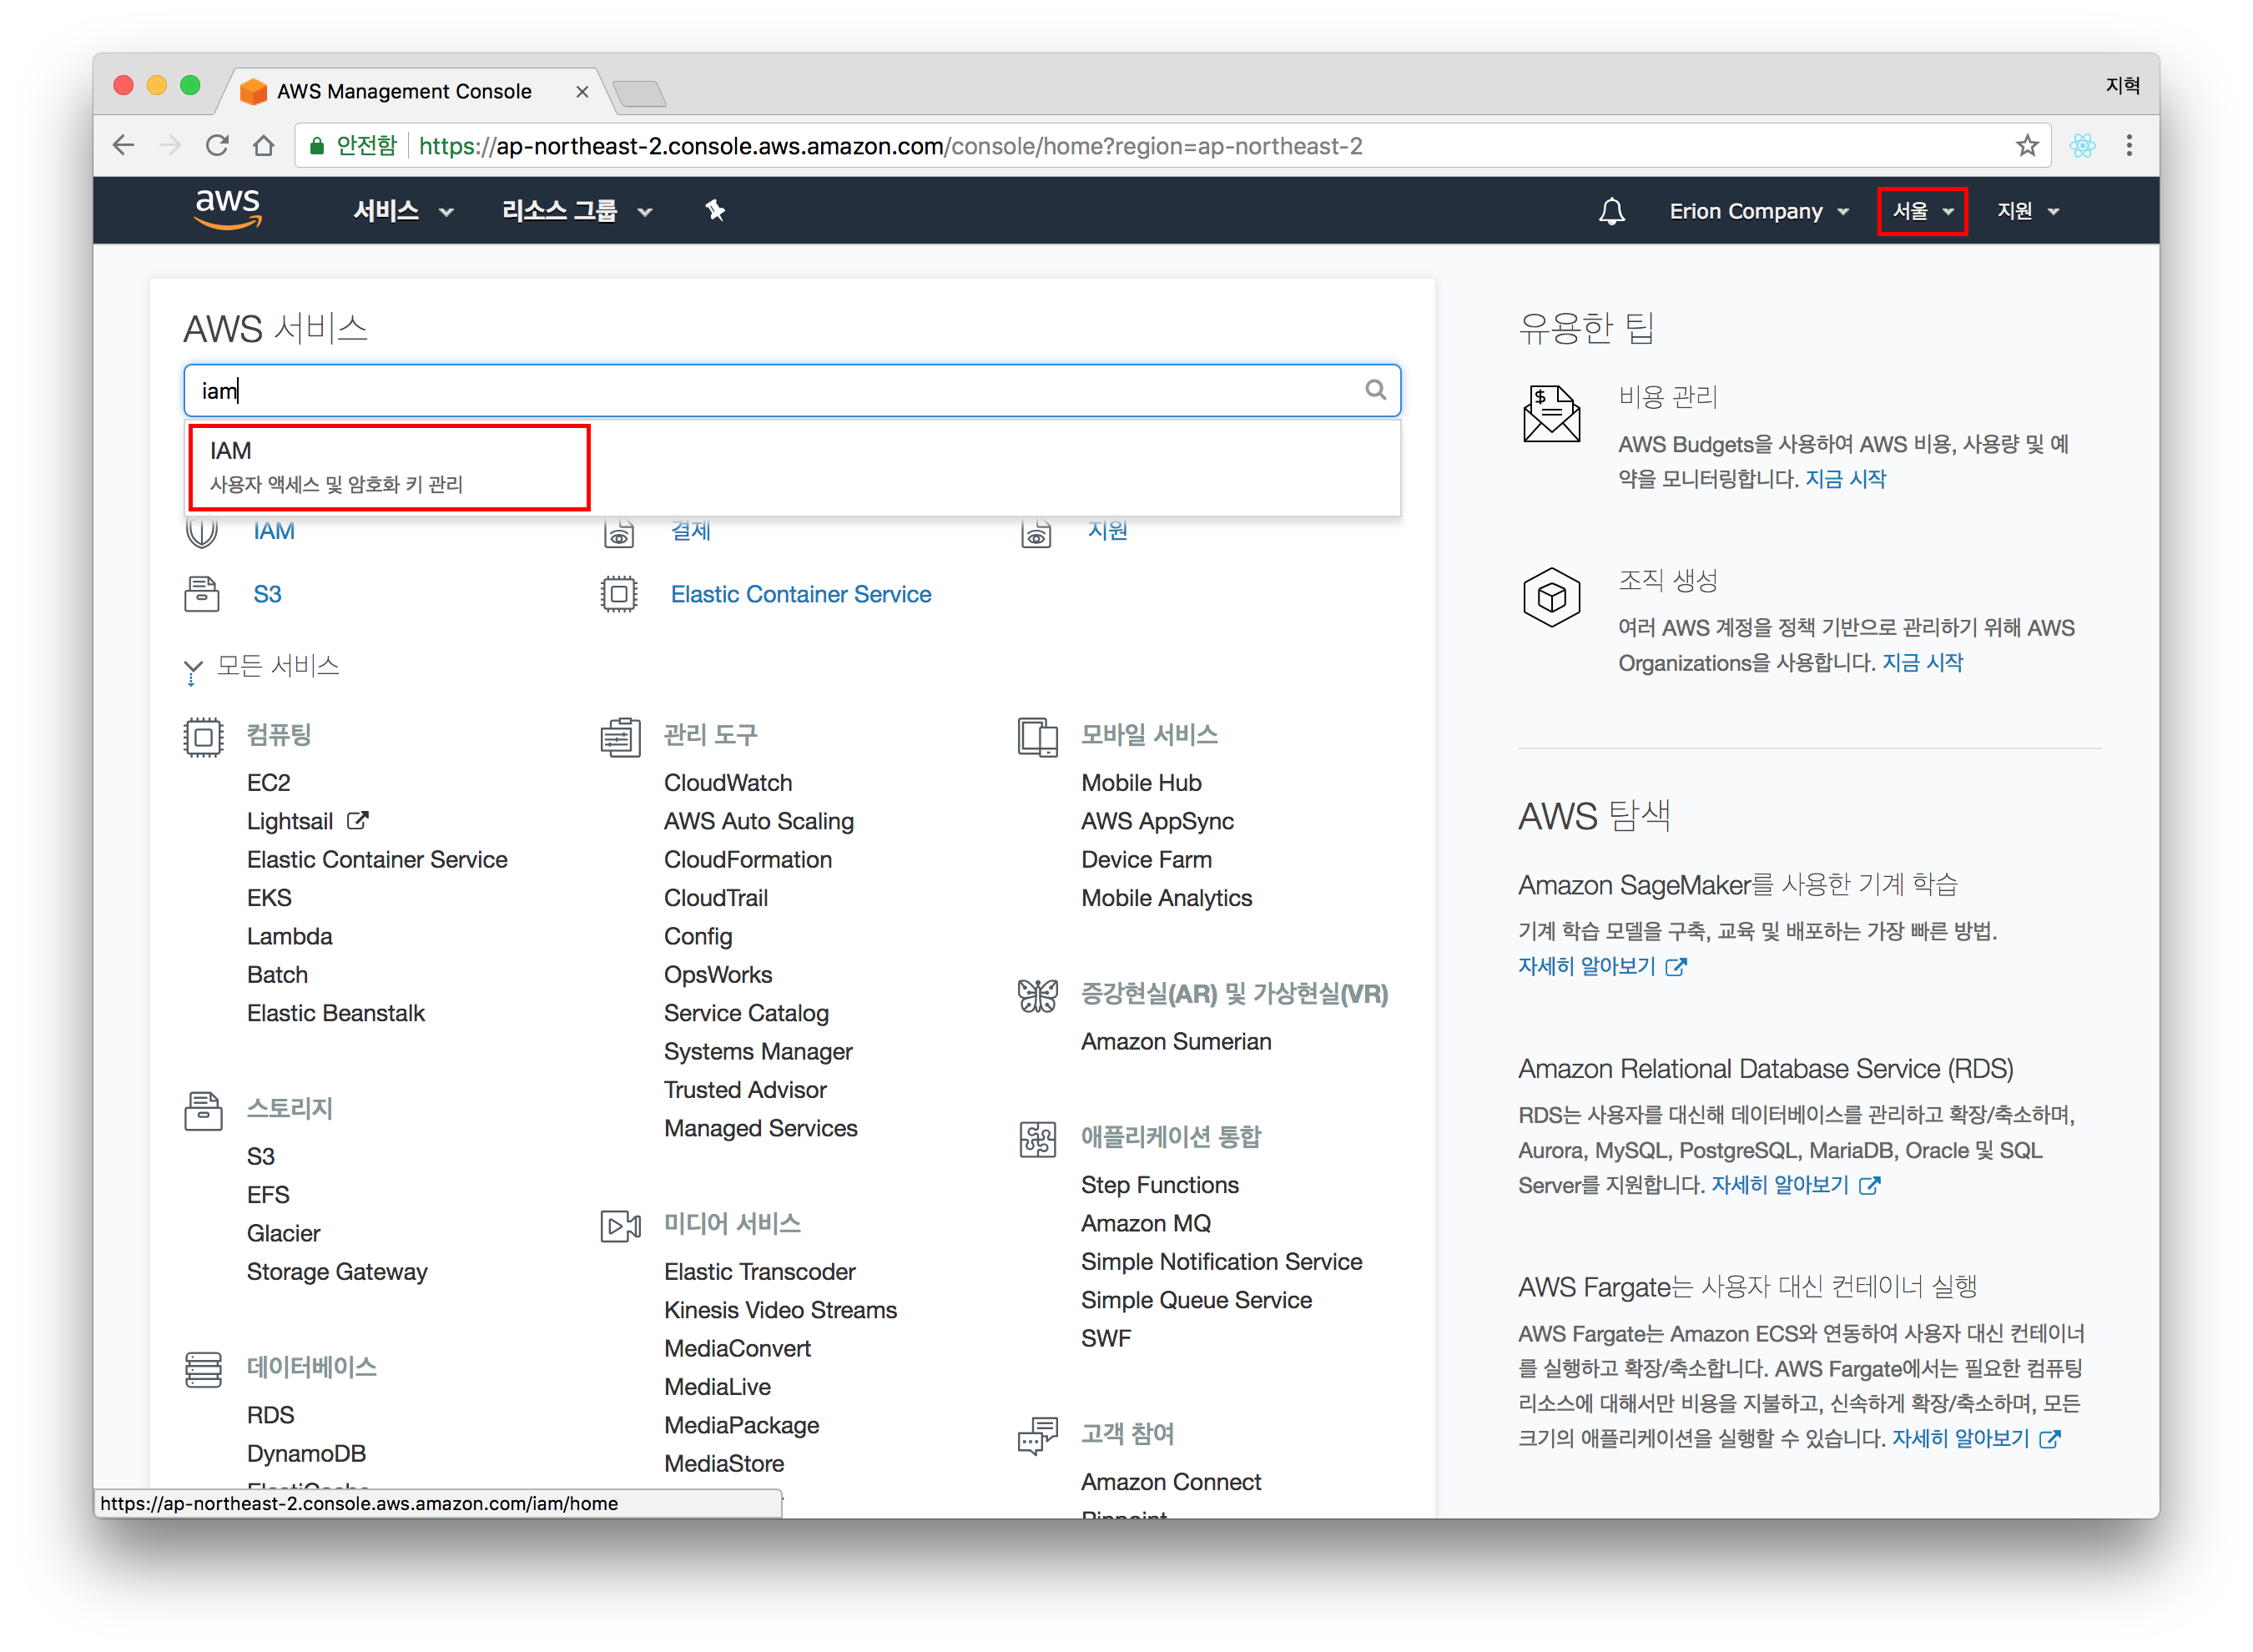 AWS Management Console
지혁
안전함 https://ap-northeast-2.console.aws.amazon.com/console/home?region=ap-northeast-2
aws 서비스 리소스 그룹 Erion Company 서울 지원
AWS 서비스
iam
IAM
사용자 액세스 및 암호화 키 관리
IAM 결제 지원
S3 Elastic Container Service
모든 서비스
컴퓨팅
EC2
Lightsail
Elastic Container Service
EKS
Lambda
Batch
Elastic Beanstalk
스토리지
S3
EFS
Glacier
Storage Gateway
데이터베이스
RDS
DynamoDB
ElastiCache
관리 도구
CloudWatch
AWS Auto Scaling
CloudFormation
CloudTrail
Config
OpsWorks
Service Catalog
Systems Manager
Trusted Advisor
Managed Services
미디어 서비스
Elastic Transcoder
Kinesis Video Streams
MediaConvert
MediaLive
MediaPackage
MediaStore
모바일 서비스
Mobile Hub
AWS AppSync
Device Farm
Mobile Analytics
증강현실(AR) 및 가상현실(VR)
Amazon Sumerian
애플리케이션 통합
Step Functions
Amazon MQ
Simple Notification Service
Simple Queue Service
SWF
고객 참여
Amazon Connect
Pinpoint
유용한 팁
비용 관리
AWS Budgets을 사용하여 AWS 비용, 사용량 및 예
약을 모니터링합니다. 지금 시작
조직 생성
여러 AWS 계정을 정책 기반으로 관리하기 위해 AWS
Organizations을 사용합니다. 지금 시작
AWS 탐색
Amazon SageMaker를 사용한 기계 학습
기계 학습 모델을 구축, 교육 및 배포하는 가장 빠른 방법.
자세히 알아보기
Amazon Relational Database Service (RDS)
RDS는 사용자를 대신해 데이터베이스를 관리하고 확장/축소하며,
Aurora, MySQL, PostgreSQL, MariaDB, Oracle 및 SQL
Server를 지원합니다. 자세히 알아보기
AWS Fargate는 사용자 대신 컨테이너 실행
AWS Fargate는 Amazon ECS와 연동하여 사용자 대신 컨테이너
를 실행하고 확장/축소합니다. AWS Fargate에서는 필요한 컴퓨팅
리소스에 대해서만 비용을 지불하고, 신속하게 확장/축소하며, 모든
크기의 애플리케이션을 실행할 수 있습니다. 자세히 알아보기
https://ap-northeast-2.console.aws.amazon.com/iam/home